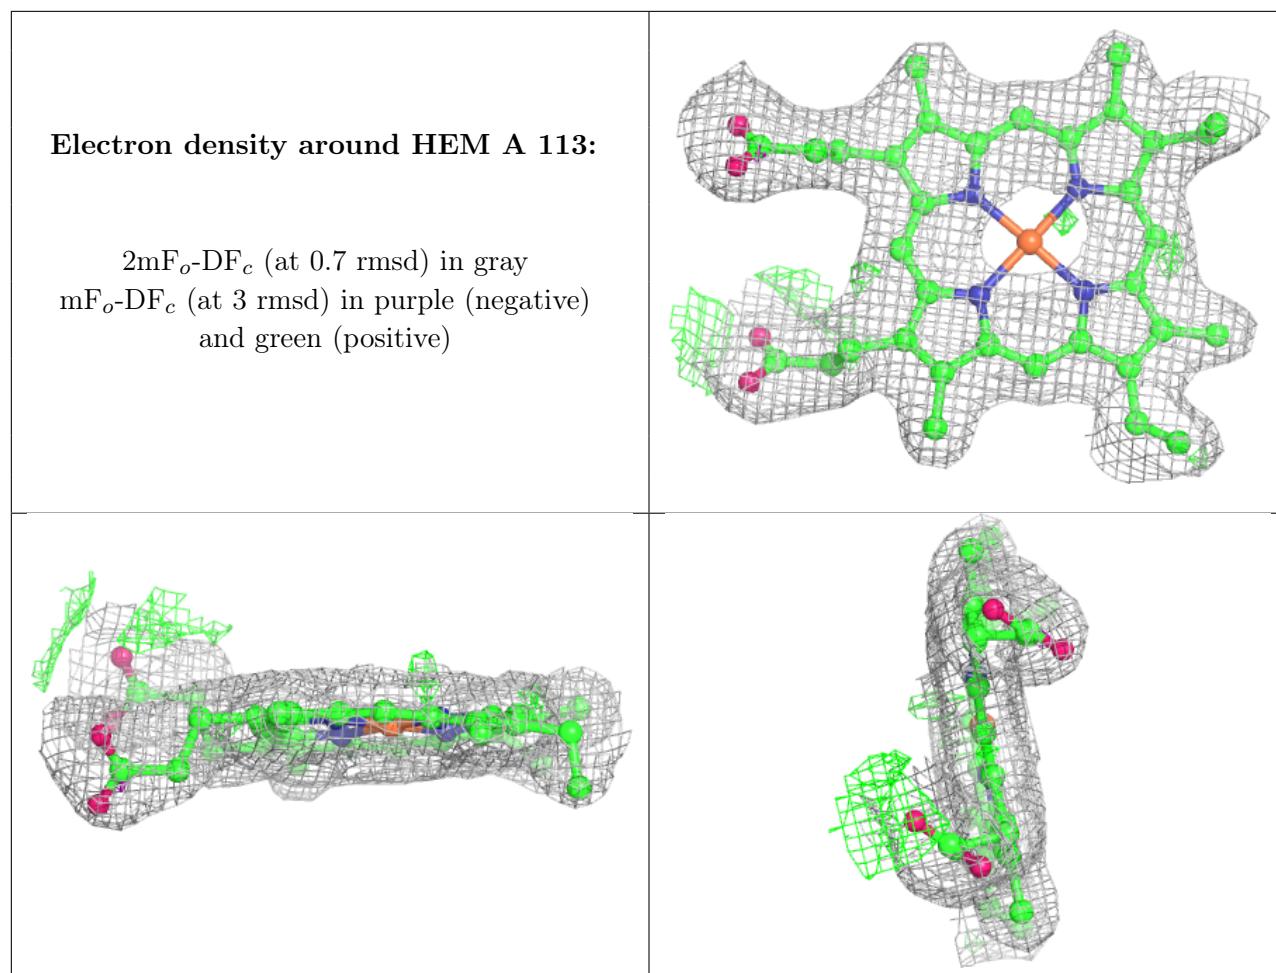 Electron density around HEM A 113:
2mFₒ-DF𝒸 (at 0.7 rmsd) in gray
mFₒ-DF𝒸 (at 3 rmsd) in purple (negative)
and green (positive)